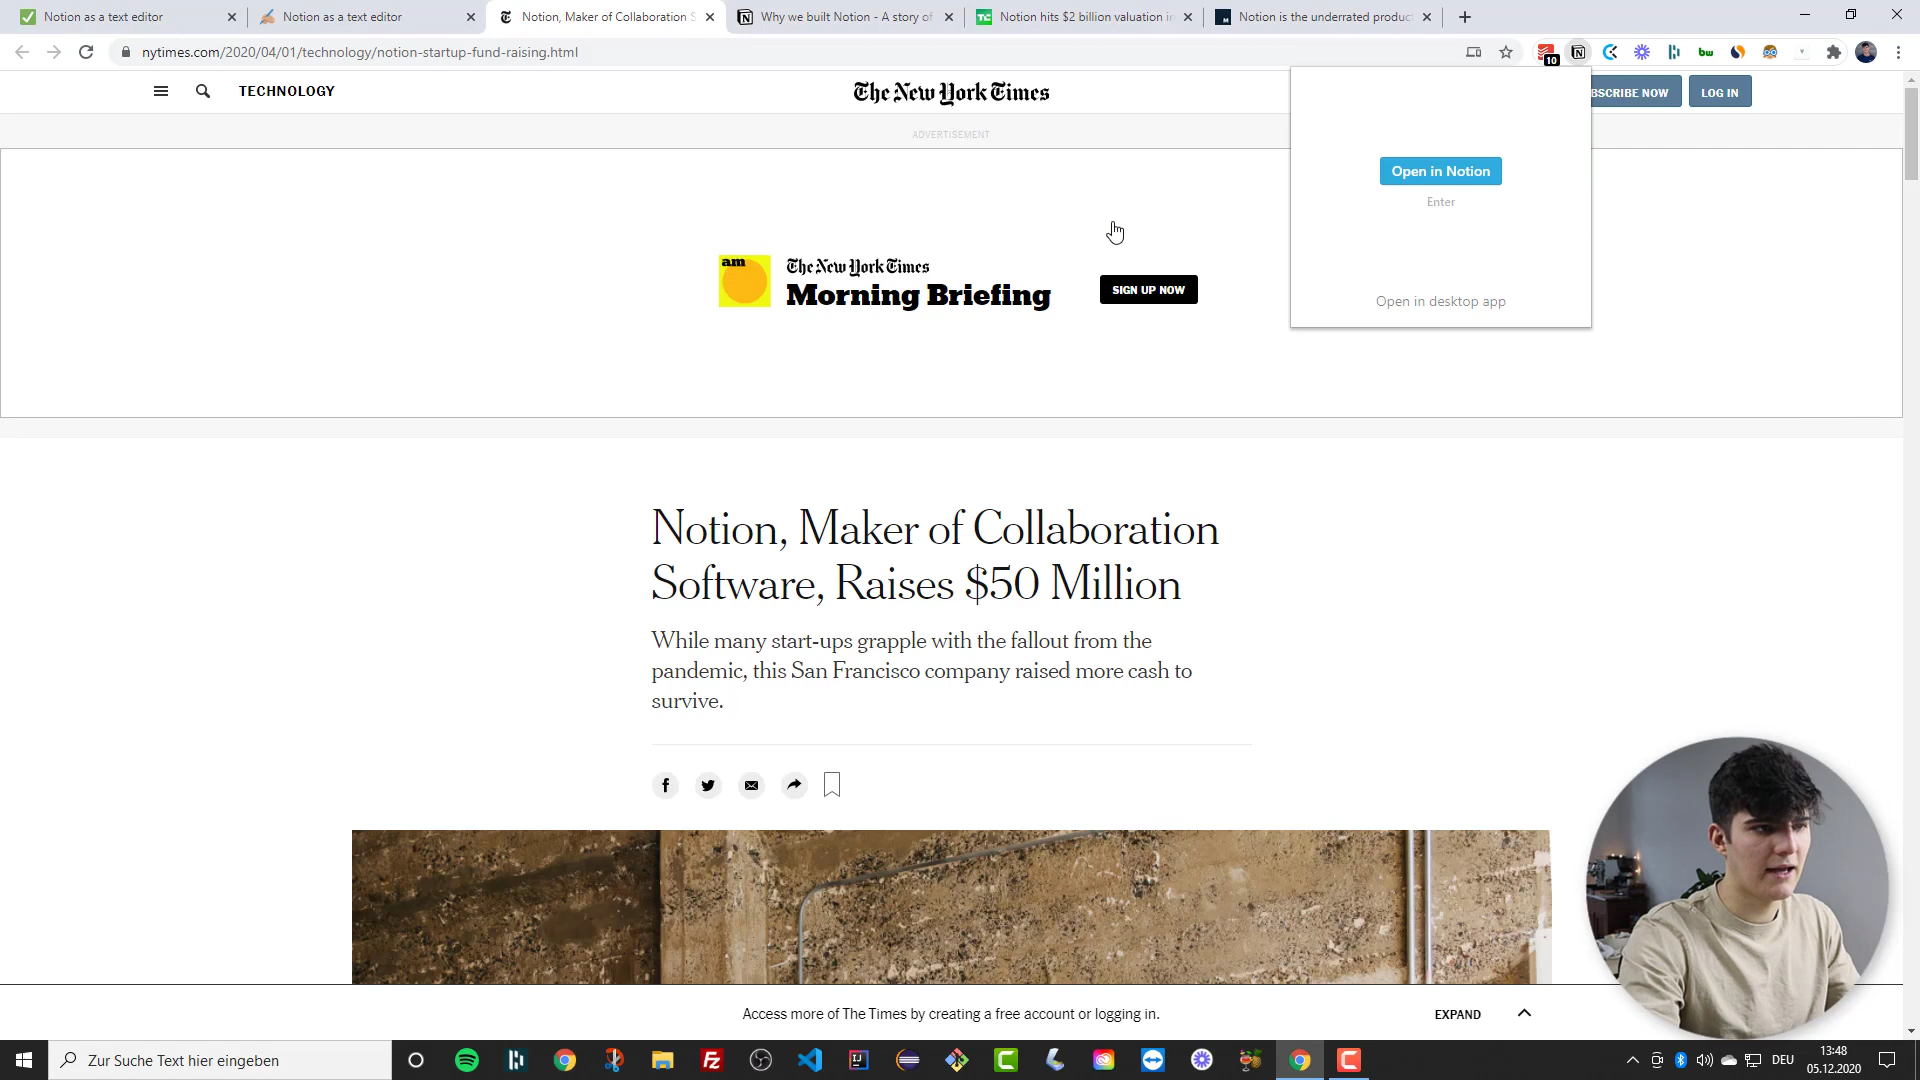 Notion as a text editor
Notion as a text editor
Notion, Maker of Collaboration S
Why we built Notion - A story of
Notion hits $2 billion valuation in
Notion is the underrated produc
nytimes.com/2020/04/01/technology/notion-startup-fund-raising.html
10
bw
TECHNOLOGY
The New York Times
BSCRIBE NOW
LOG IN
ADVERTISEMENT
Open in Notion
Enter
Open in desktop app
am
The New York Times
Morning Briefing
SIGN UP NOW
Notion, Maker of Collaboration
Software, Raises $50 Million
While many start-ups grapple with the fallout from the
pandemic, this San Francisco company raised more cash to
survive.
Access more of The Times by creating a free account or logging in.
EXPAND
Zur Suche Text hier eingeben
DEU
13:48
05.12.2020